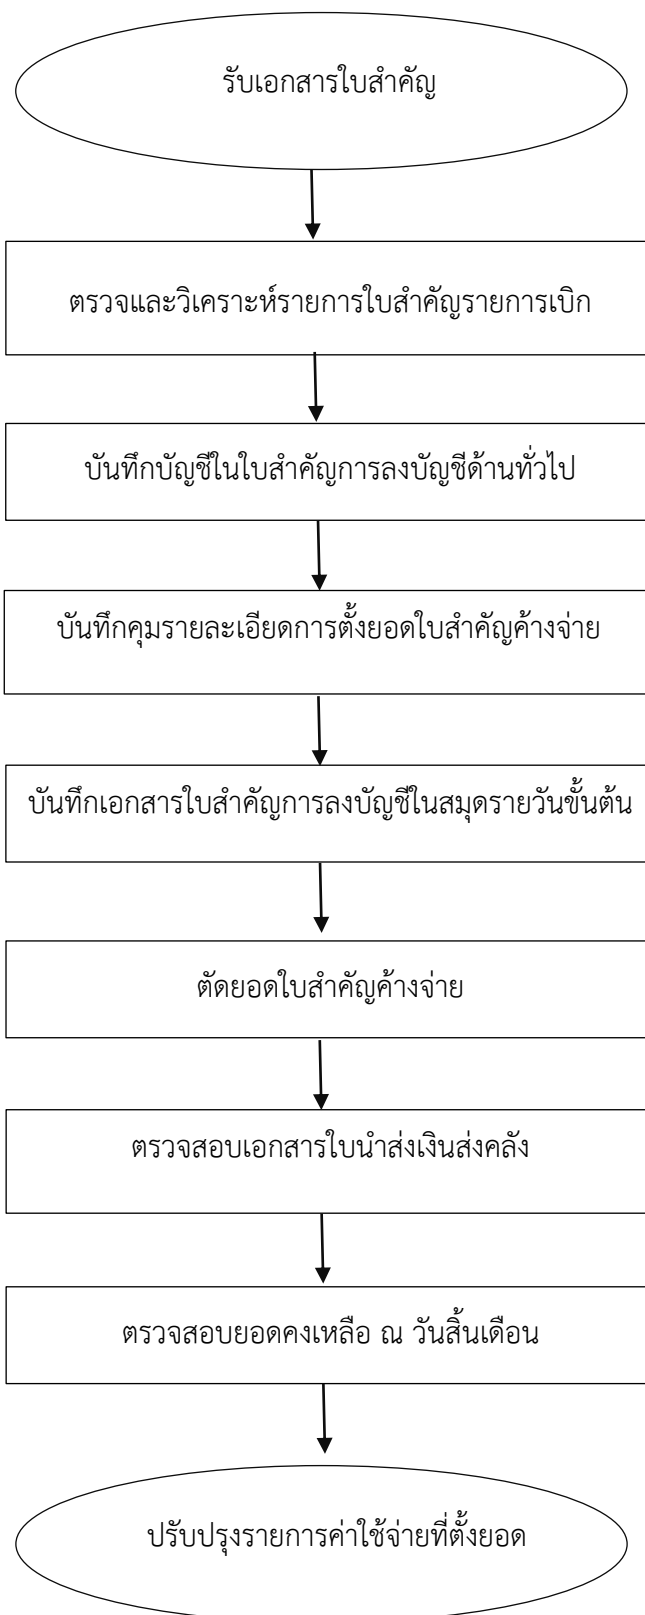 รับเอกสารใบสำคัญ
ตรวจและวิเคราะห์รายการใบสำคัญรายการเบิก
บันทึกบัญชีในใบสำคัญการลงบัญชีด้านทั่วไป
บันทึกคุมรายละเอียดการตั้งยอดใบสำคัญค้างจ่าย
บันทึกเอกสารใบสำคัญการลงบัญชีในสมุดรายวันขั้นต้น
ตัดยอดใบสำคัญค้างจ่าย
ตรวจสอบเอกสารใบนำส่งเงินส่งคลัง
ตรวจสอบยอดคงเหลือ ณ วันสิ้นเดือน
ปรับปรุงรายการค่าใช้จ่ายที่ตั้งยอด